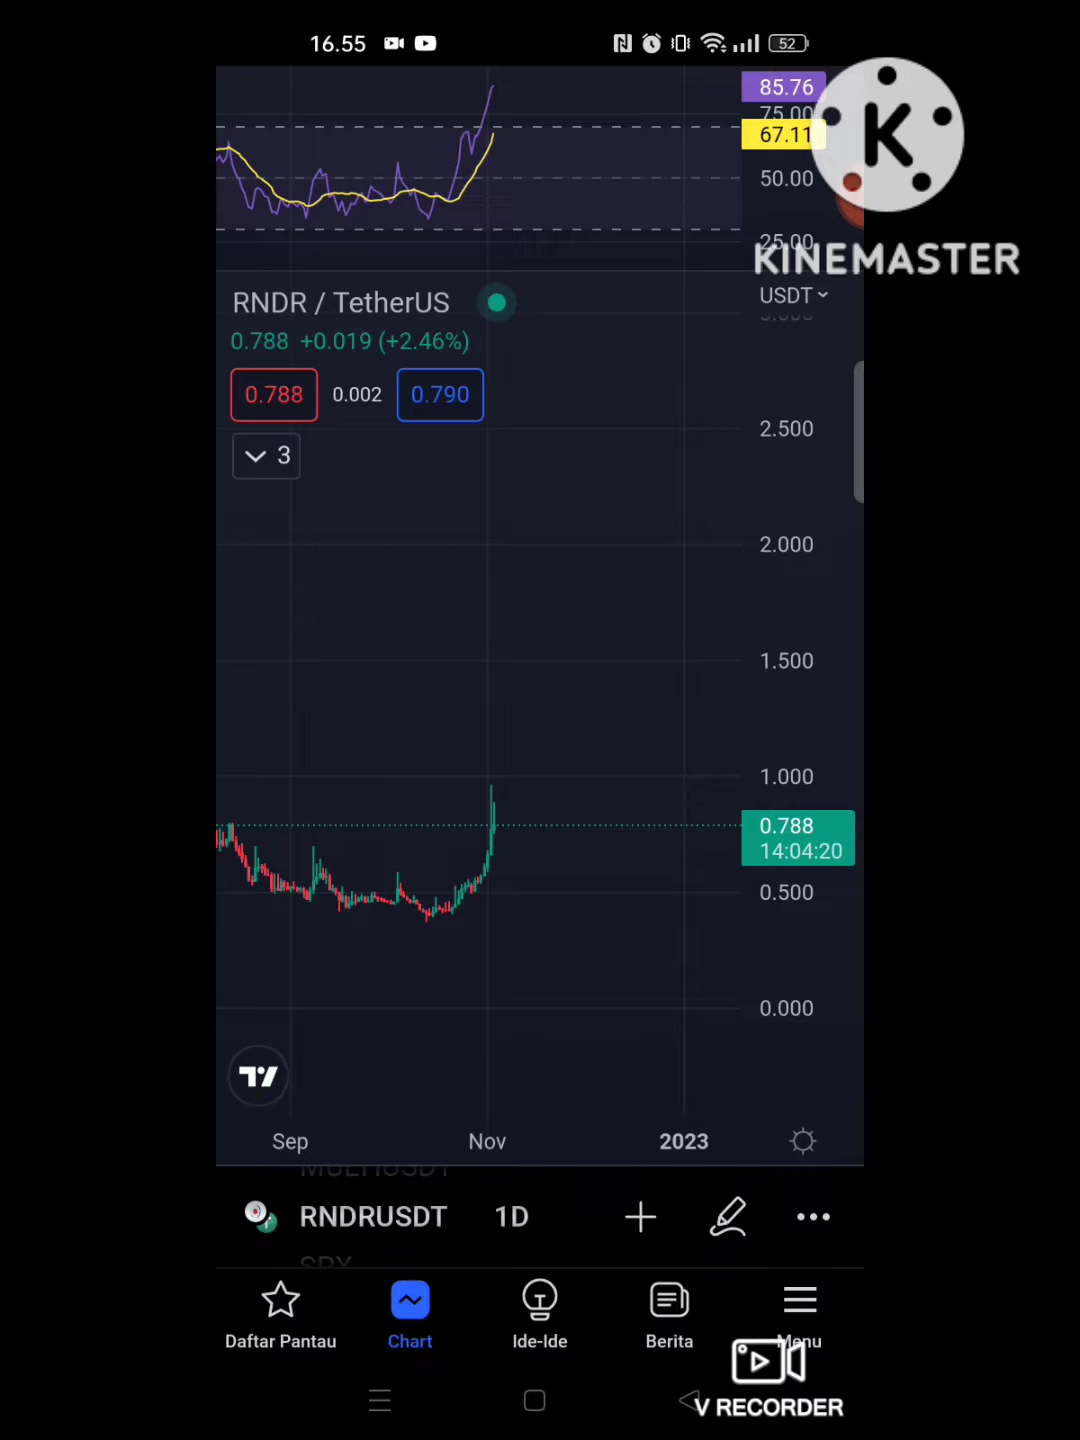 16.55
52
85.76
75.00
67.11
50.00
25.00
K
KINEMASTER
RNDR / TetherUS
USDT
0.788 +0.019 (+2.46%)
0.788 0.002 0.790
3
2.500
2.000
1.500
1.000
0.788
14:04:20
0.500
0.000
Sep Nov 2023
MULTIUSDT
RNDRUSDT 1D
SPX
Daftar Pantau Chart Ide-Ide Berita Menu
V RECORDER